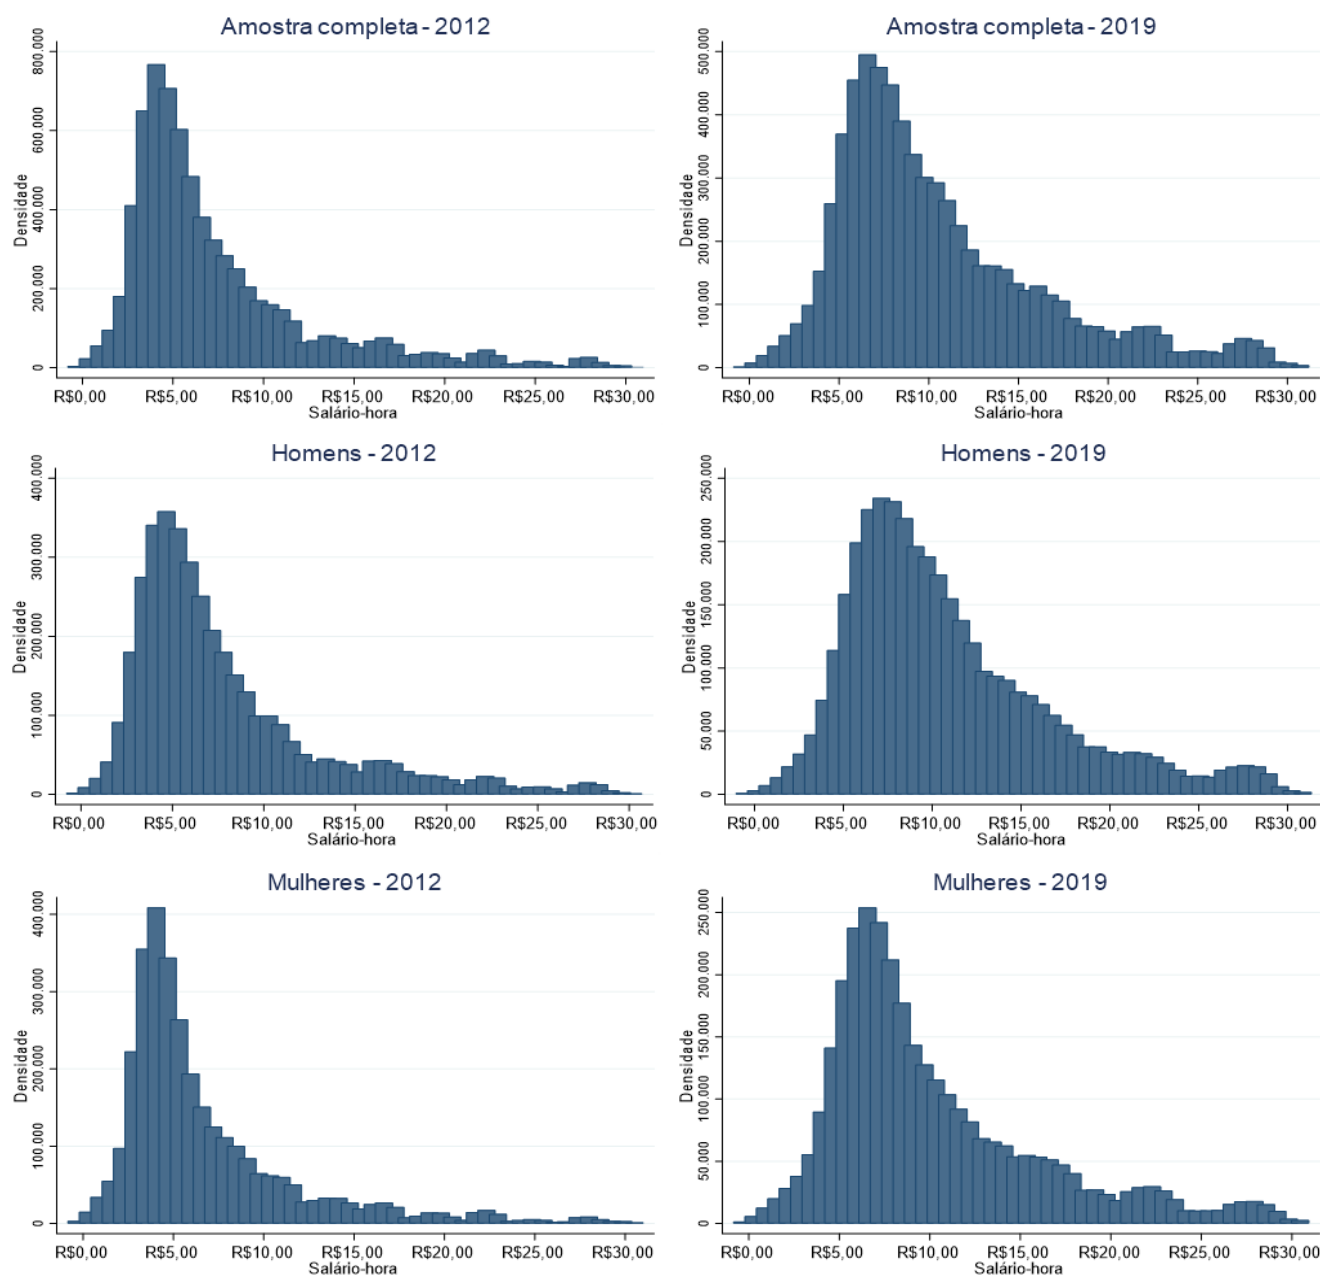 Amostra completa - 2012
Densidade
800.000
600.000
400.000
200.000
0
R$0,00 R$5,00 R$10,00 R$15,00 R$20,00 R$25,00 R$30,00
Salário-hora
Amostra completa - 2019
Densidade
500.000
400.000
300.000
200.000
100.000
0
R$0,00 R$5,00 R$10,00 R$15,00 R$20,00 R$25,00 R$30,00
Salário-hora
Homens - 2012
Densidade
400.000
300.000
200.000
100.000
0
R$0,00 R$5,00 R$10,00 R$15,00 R$20,00 R$25,00 R$30,00
Salário-hora
Homens - 2019
Densidade
250.000
200.000
150.000
100.000
50.000
0
R$0,00 R$5,00 R$10,00 R$15,00 R$20,00 R$25,00 R$30,00
Salário-hora
Mulheres - 2012
Densidade
400.000
300.000
200.000
100.000
0
R$0,00 R$5,00 R$10,00 R$15,00 R$20,00 R$25,00 R$30,00
Salário-hora
Mulheres - 2019
Densidade
250.000
200.000
150.000
100.000
50.000
0
R$0,00 R$5,00 R$10,00 R$15,00 R$20,00 R$25,00 R$30,00
Salário-hora